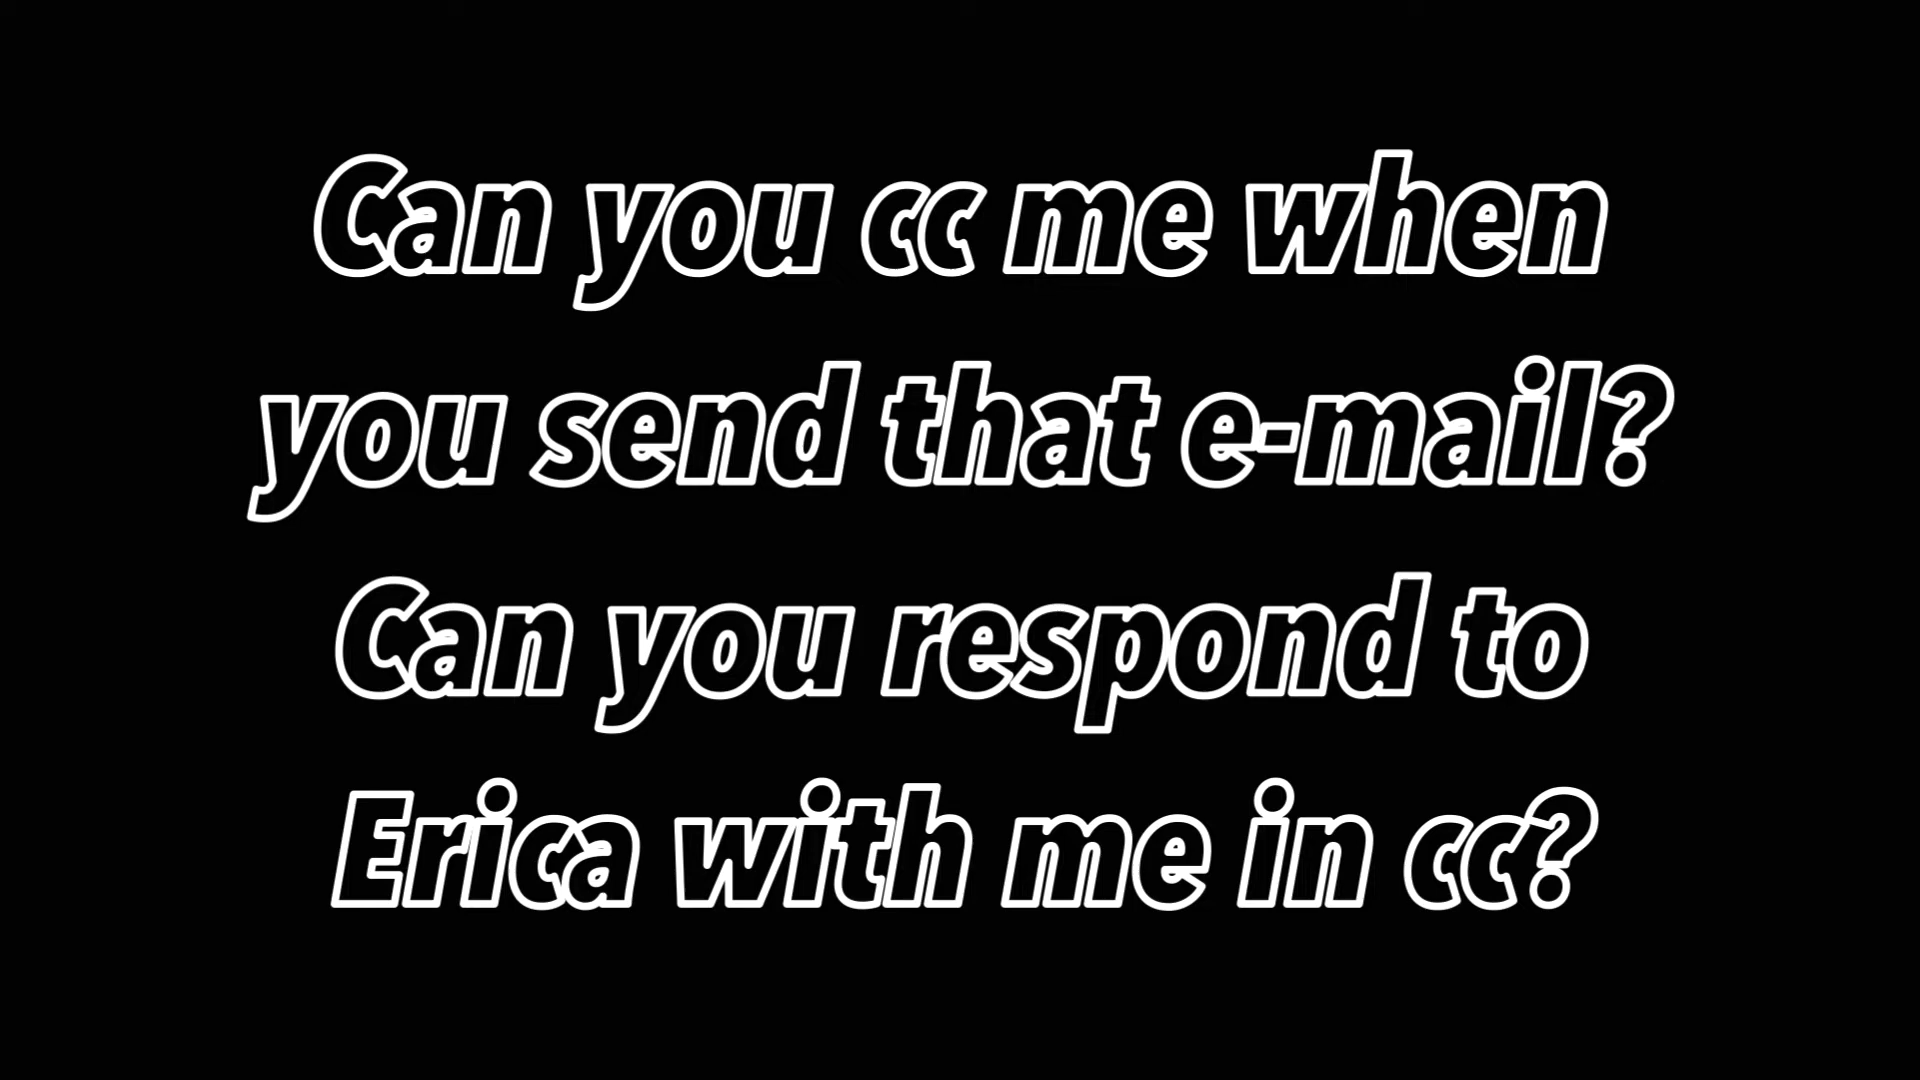 Can you cc me when
you send that e-mail?
Can you respond to
Erica with me in cc?